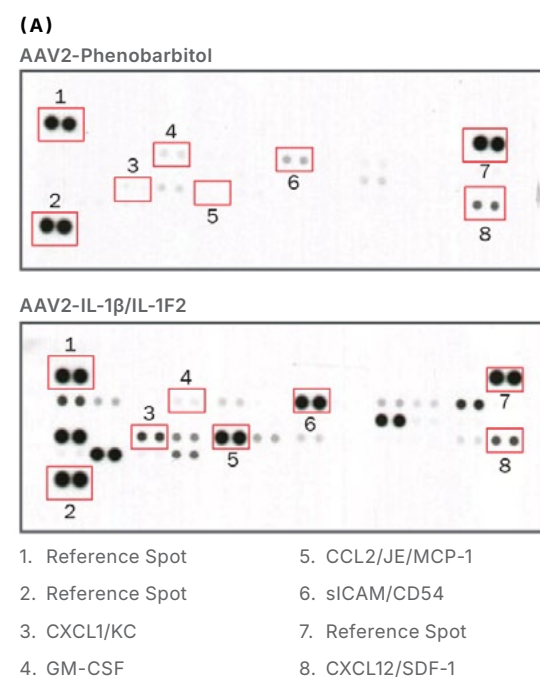 (A)
AAV2-Phenobarbitol
1
4
3
6
7
2
5
8
AAV2-IL-1β/IL-1F2
1
4
7
3
6
5
8
2
1. Reference Spot
2. Reference Spot
3. CXCL1/KC
4. GM-CSF
5. CCL2/JE/MCP-1
6. sICAM/CD54
7. Reference Spot
8. CXCL12/SDF-1